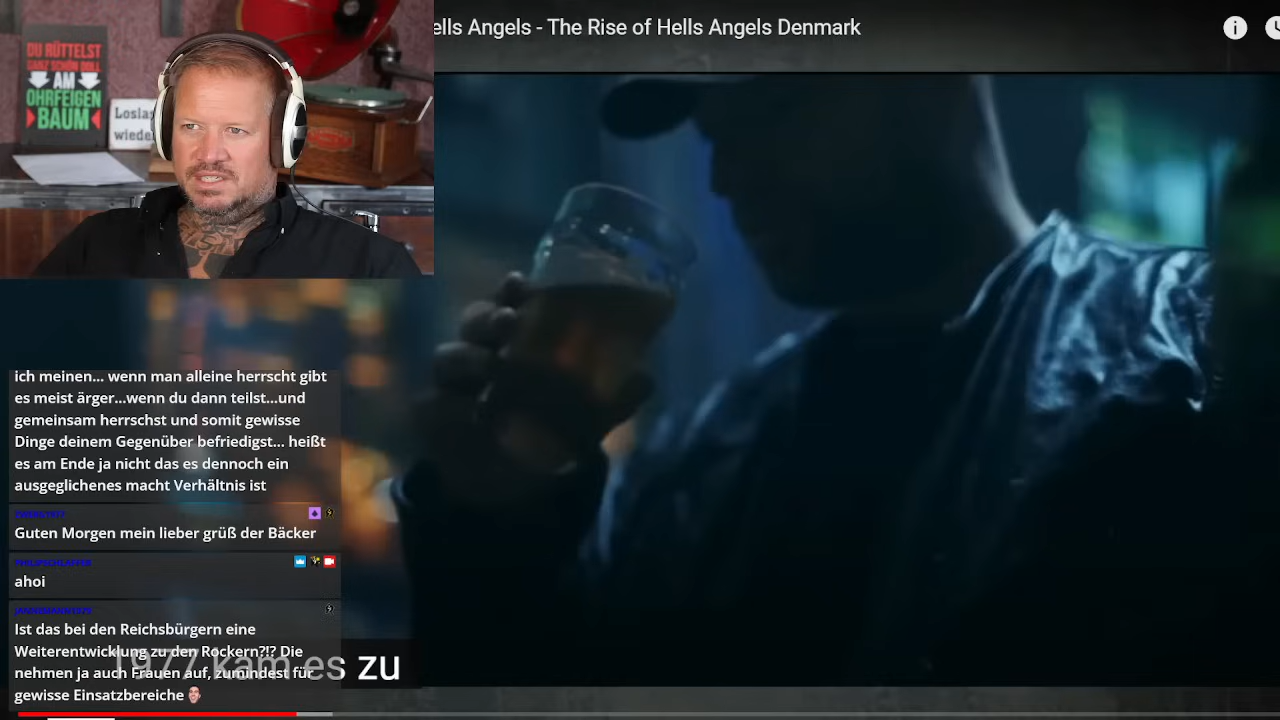 ells Angels - The Rise of Hells Angels Denmark
DU RÜTTELST
GANZ SCHÖN DOLL
AM
OHRFEIGEN
BAUM
Loslas
wiede
ich meinen... wenn man alleine herrscht gibt
es meist ärger...wenn du dann teilst...und
gemeinsam herrschst und somit gewisse
Dinge deinem Gegenüber befriedigst... heißt
es am Ende ja nicht das es dennoch ein
ausgeglichenes macht Verhältnis ist
Guten Morgen mein lieber grüß der Bäcker
ahoi
Ist das bei den Reichsbürgern eine
Weiterentwicklung zu den Rockern?!? Die
nehmen ja auch Frauen auf, zumindest für
gewisse Einsatzbereiche
1977 kam es zu